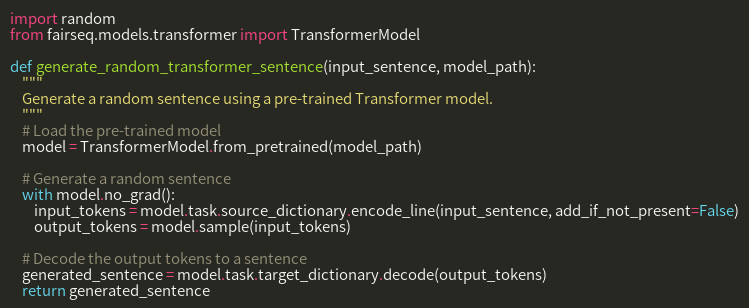 import random
from fairseq.models.transformer import TransformerModel

def generate_random_transformer_sentence(input_sentence, model_path):
    """
    Generate a random sentence using a pre-trained Transformer model.
    """
    # Load the pre-trained model
    model = TransformerModel.from_pretrained(model_path)

    # Generate a random sentence
    with model.no_grad():
        input_tokens = model.task.source_dictionary.encode_line(input_sentence, add_if_not_present=False)
        output_tokens = model.sample(input_tokens)

    # Decode the output tokens to a sentence
    generated_sentence = model.task.target_dictionary.decode(output_tokens)
    return generated_sentence